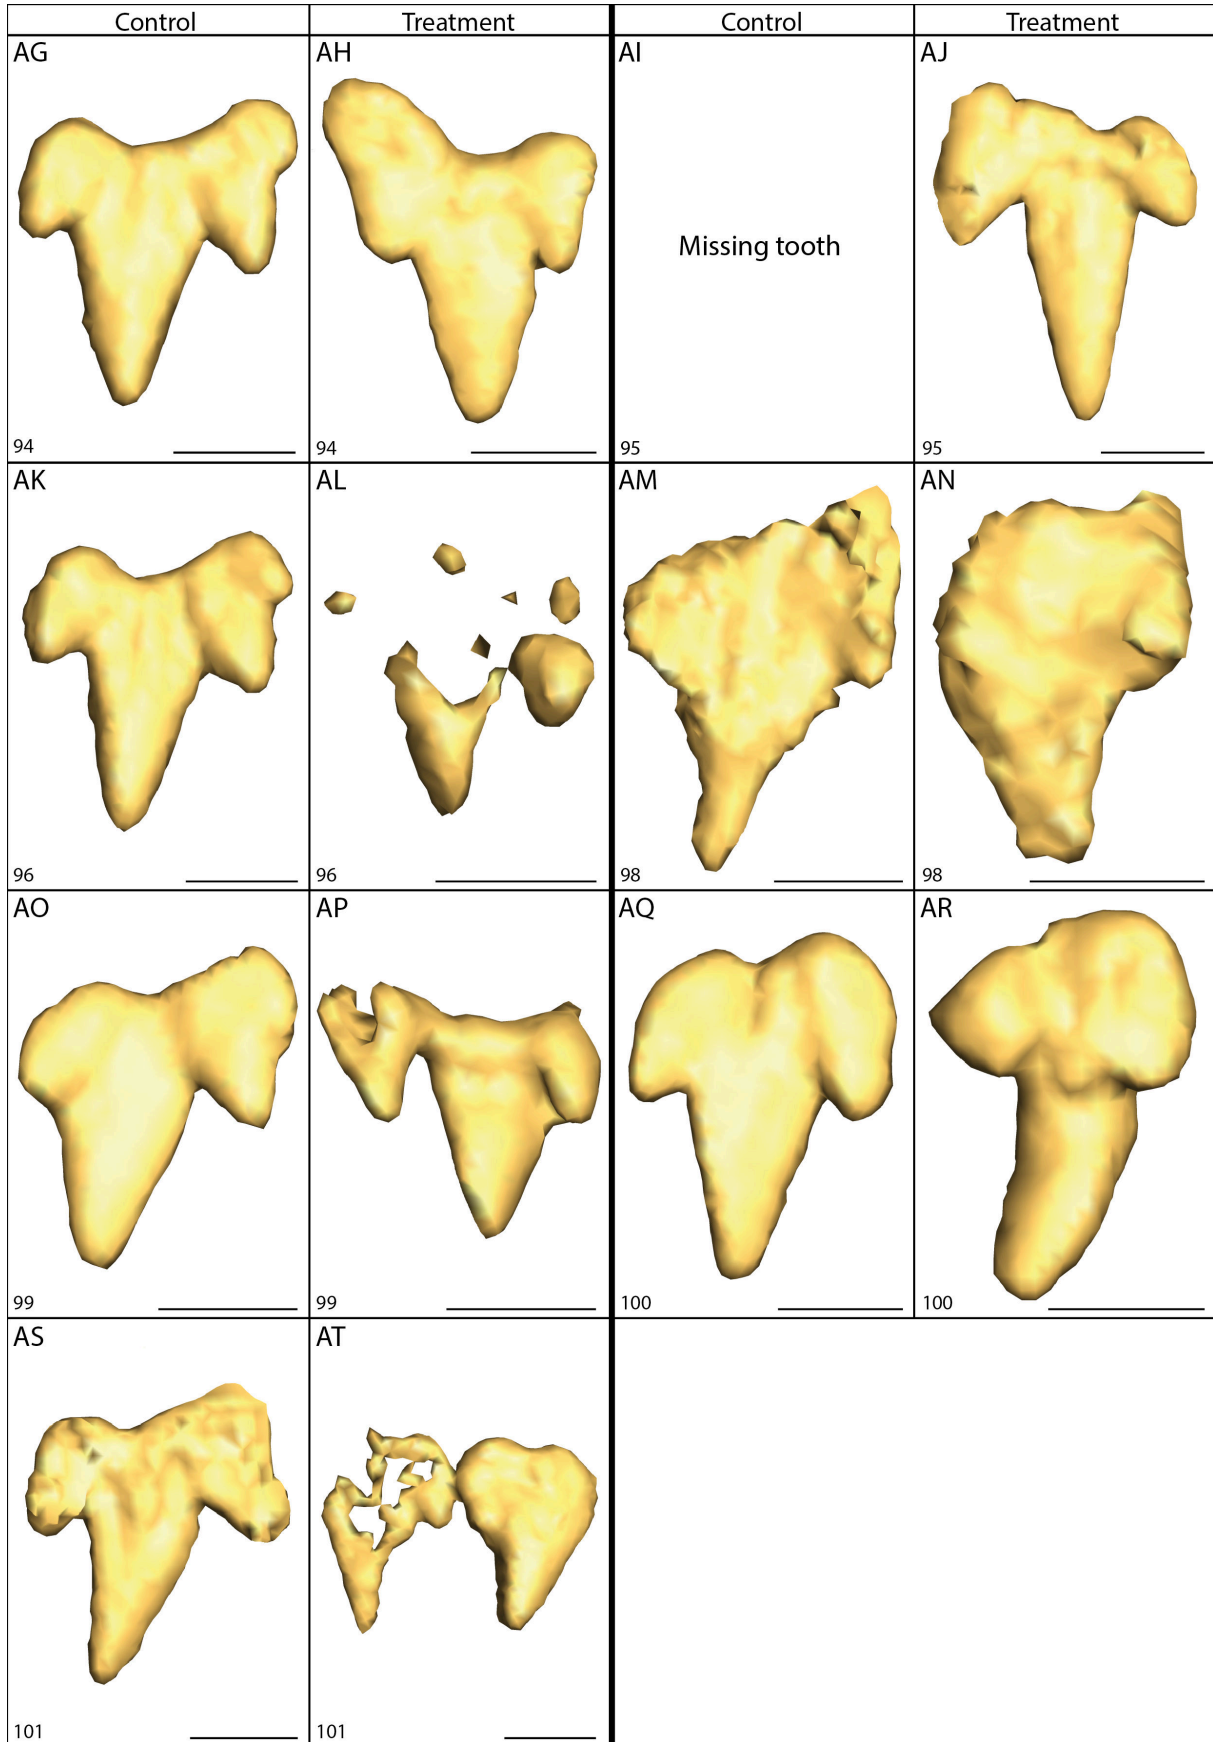 Control Treatment Control Treatment
AG AH AI AJ
Missing tooth
94 94 95 95
AK AL AM AN
96 96 98 98
AO AP AQ AR
99 99 100 100
AS AT
101 101